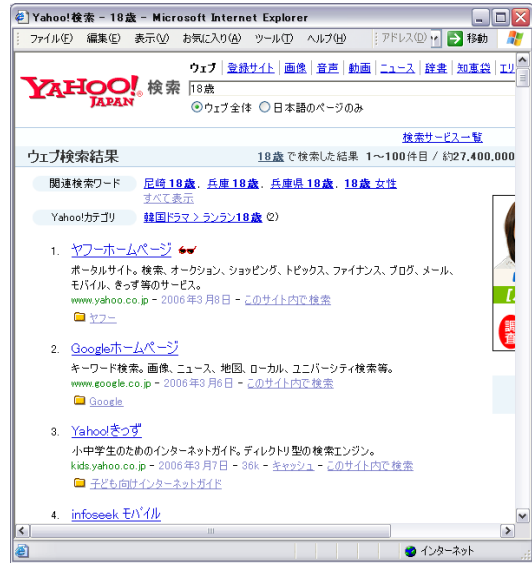 Yahoo!検索 - 18歳 - Microsoft Internet Explorer
ファイル(F) 編集(E) 表示(V) お気に入り(A) ツール(T) ヘルプ(H) アドレス(D) 移動
YAHOO! JAPAN 検索
ウェブ | 登録サイト | 画像 | 音声 | 動画 | ニュース | 辞書 | 知恵袋 | エリ
18歳
ウェブ全体 日本語のページのみ
検索サービス一覧
ウェブ検索結果 18歳 で検索した結果 1~100件目 / 約27,400,000
関連検索ワード 尼崎 18歳, 兵庫 18歳, 兵庫県 18歳, 18歳 女性
すべて表示
Yahoo!カテゴリ 韓国ドラマ > ランラン18歳 (2)
1. ヤフーホームページ
ポータルサイト。検索、オークション、ショッピング、トピックス、ファイナンス、ブログ、メール、
モバイル、きっず等のサービス。
www.yahoo.co.jp - 2006年3月8日 - このサイト内で検索
ヤフー
2. Googleホームページ
キーワード検索。画像、ニュース、地図、ローカル、ユニバーシティ検索等。
www.google.co.jp - 2006年3月6日 - このサイト内で検索
Google
3. Yahoo!きっず
小中学生のためのインターネットガイド。ディレクトリ型の検索エンジン。
kids.yahoo.co.jp - 2006年3月7日 - 36k - キャッシュ - このサイト内で検索
子ども向けインターネットガイド
4. infoseek モバイル
調査
インターネット